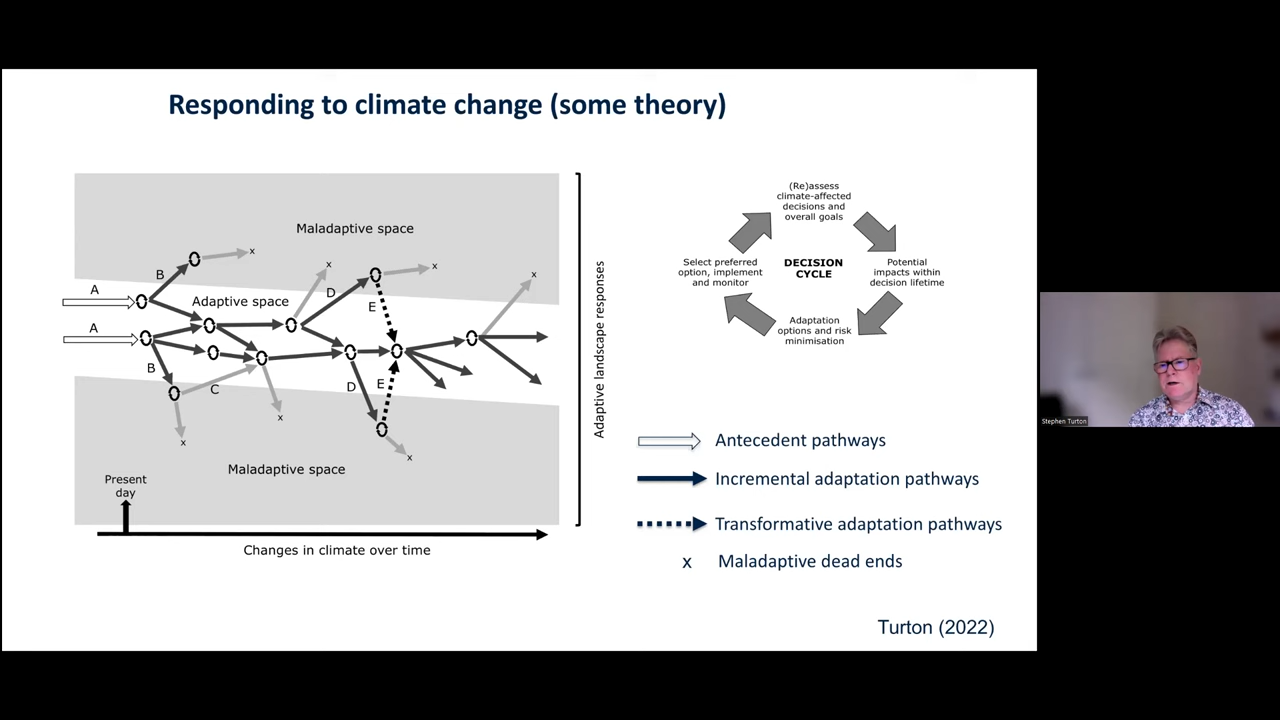 Responding to climate change (some theory)
Maladaptive space
x
x
x
x
B
D
A
Adaptive space
E
A
B
C
D
E
x
x
x
Maladaptive space
Present
day
Changes in climate over time
Adaptive landscape responses
(Re)assess
climate-affected
decisions and
overall goals
Select preferred
option, implement
and monitor
DECISION
CYCLE
Potential
impacts within
decision lifetime
Adaptation
options and risk
minimisation
Antecedent pathways
Incremental adaptation pathways
Transformative adaptation pathways
x Maladaptive dead ends
Turton (2022)
Stephen Turton